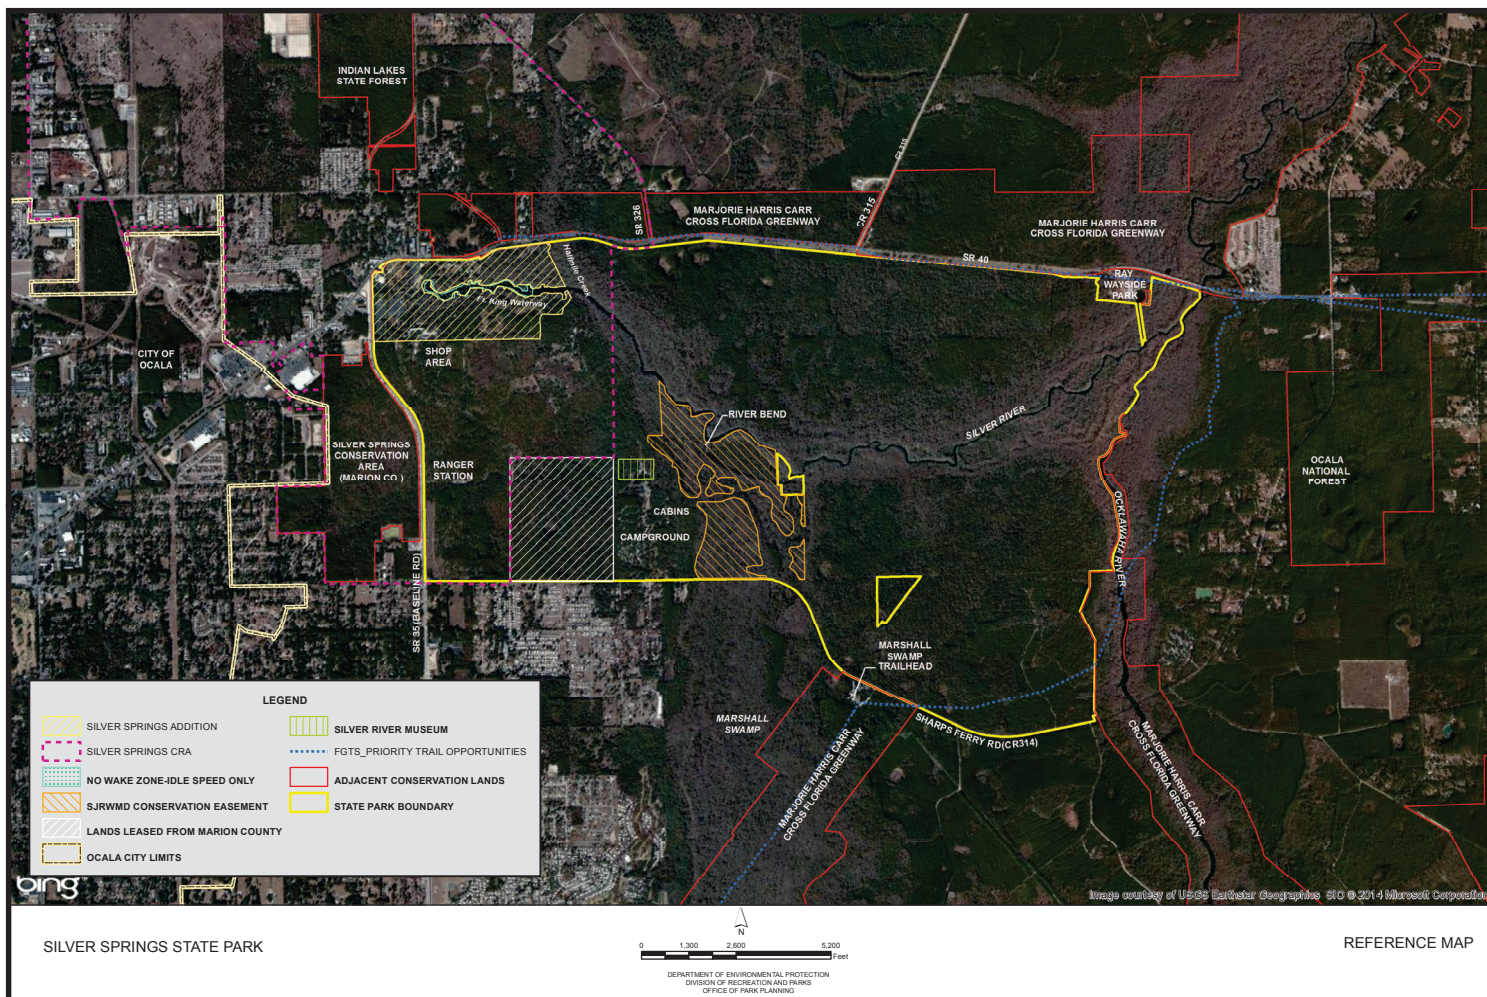 INDIAN LAKES
STATE FOREST
CR 315
SR 326
MARJORIE HARRIS CARR
CROSS FLORIDA GREENWAY
CR 315
MARJORIE HARRIS CARR
CROSS FLORIDA GREENWAY
SR 40
Halfmile Creek
Ft. King Waterway
RAY
WAYSIDE
PARK
CITY OF
OCALA
SHOP
AREA
RIVER BEND
SILVER RIVER
SILVER SPRINGS
CONSERVATION
AREA
(MARION CO.)
RANGER
STATION
OCALA
NATIONAL
FOREST
CABINS
CAMPGROUND
OCKLAWAHA RIVER
SR 35(BASELINE RD)
MARSHALL
SWAMP
TRAILHEAD
MARSHALL
SWAMP
SHARPS FERRY RD(CR314)
MARJORIE HARRIS CARR
CROSS FLORIDA GREENWAY
MARJORIE HARRIS CARR
CROSS FLORIDA GREENWAY
LEGEND
SILVER SPRINGS ADDITION
SILVER SPRINGS CRA
NO WAKE ZONE-IDLE SPEED ONLY
SJRWMD CONSERVATION EASEMENT
LANDS LEASED FROM MARION COUNTY
OCALA CITY LIMITS
SILVER RIVER MUSEUM
FGTS_PRIORITY TRAIL OPPORTUNITIES
ADJACENT CONSERVATION LANDS
STATE PARK BOUNDARY
bing
Image courtesy of USGS Earthstar Geographics SIO © 2014 Microsoft Corporation
SILVER SPRINGS STATE PARK
N
0 1,300 2,600 5,200
Feet
DEPARTMENT OF ENVIRONMENTAL PROTECTION
DIVISION OF RECREATION AND PARKS
OFFICE OF PARK PLANNING
REFERENCE MAP